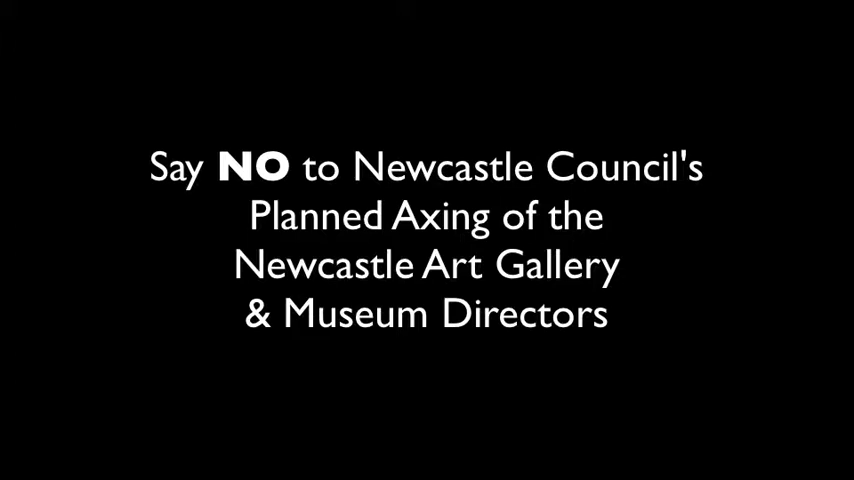 Say NO to Newcastle Council's
Planned Axing of the
Newcastle Art Gallery
& Museum Directors